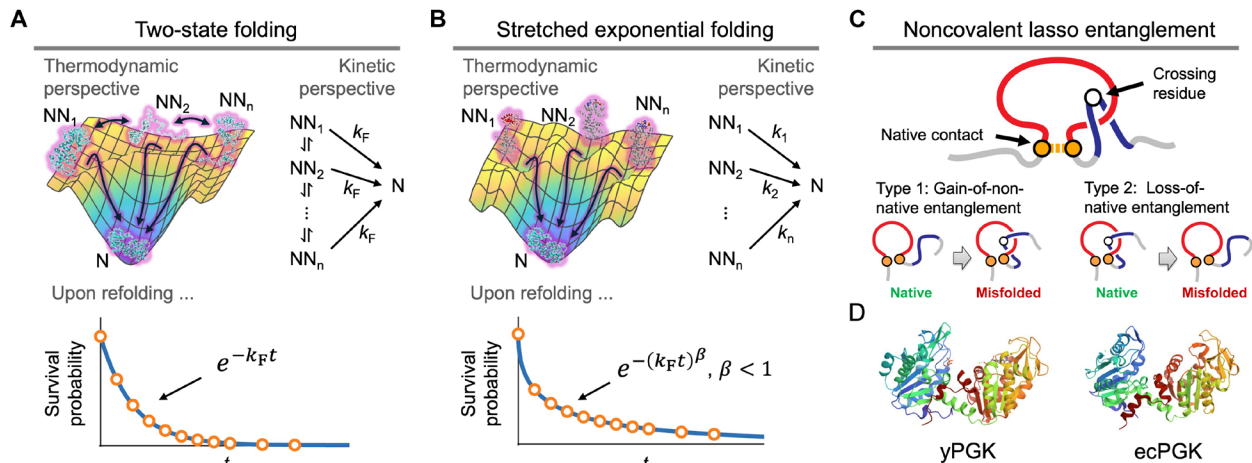 A
Two-state folding
Thermodynamic
perspective
Kinetic
perspective
NN1
NN2
NNn
N
NN1
kF
NN2
kF
N
⋮
kF
NNn
Upon refolding ...
Survival
probability
e^−kFt
t
B
Stretched exponential folding
Thermodynamic
perspective
Kinetic
perspective
NN1
NN2
NNn
N
NN1
k1
NN2
k2
N
⋮
kn
NNn
Upon refolding ...
Survival
probability
e^−(kFt)^β, β < 1
t
C
Noncovalent lasso entanglement
Crossing
residue
Native contact
Type 1: Gain-of-non-
native entanglement
Type 2: Loss-of-
native entanglement
Native
Misfolded
Native
Misfolded
D
yPGK
ecPGK